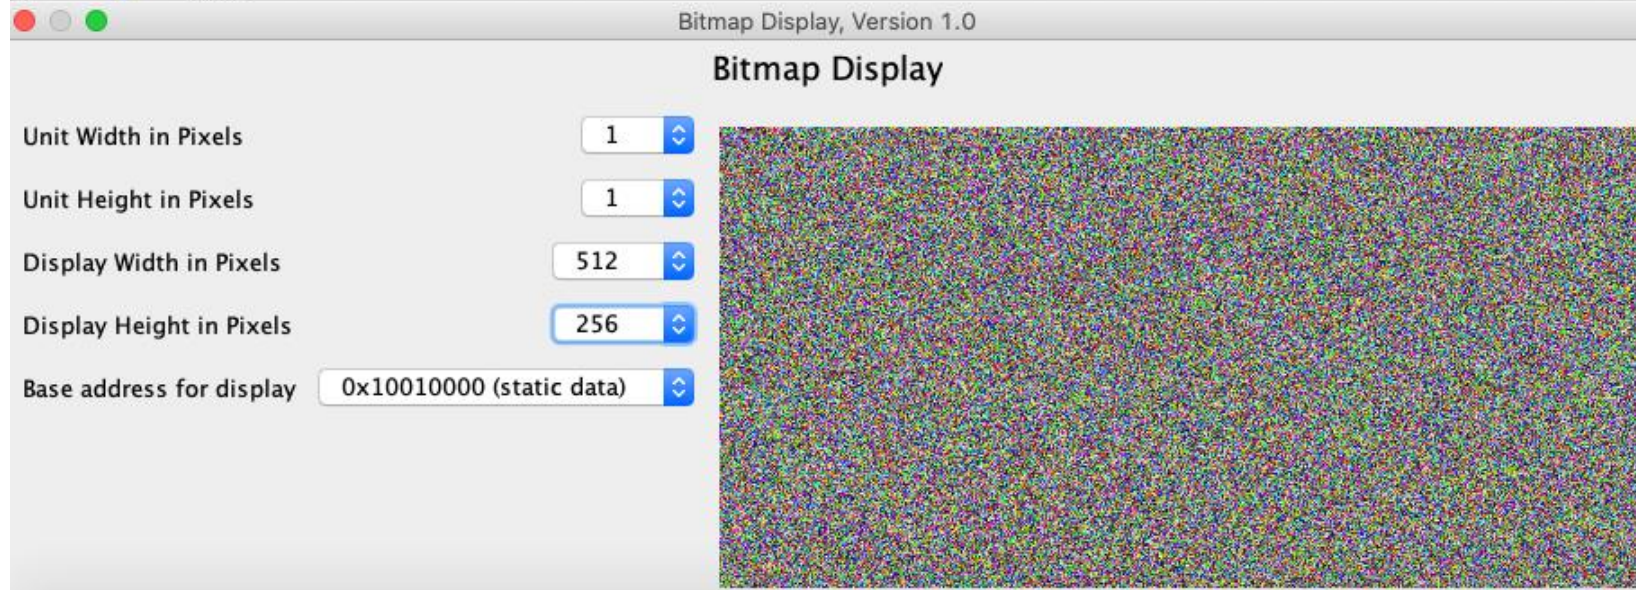 Bitmap Display, Version 1.0
Bitmap Display
Unit Width in Pixels 1
Unit Height in Pixels 1
Display Width in Pixels 512
Display Height in Pixels 256
Base address for display 0x10010000 (static data)